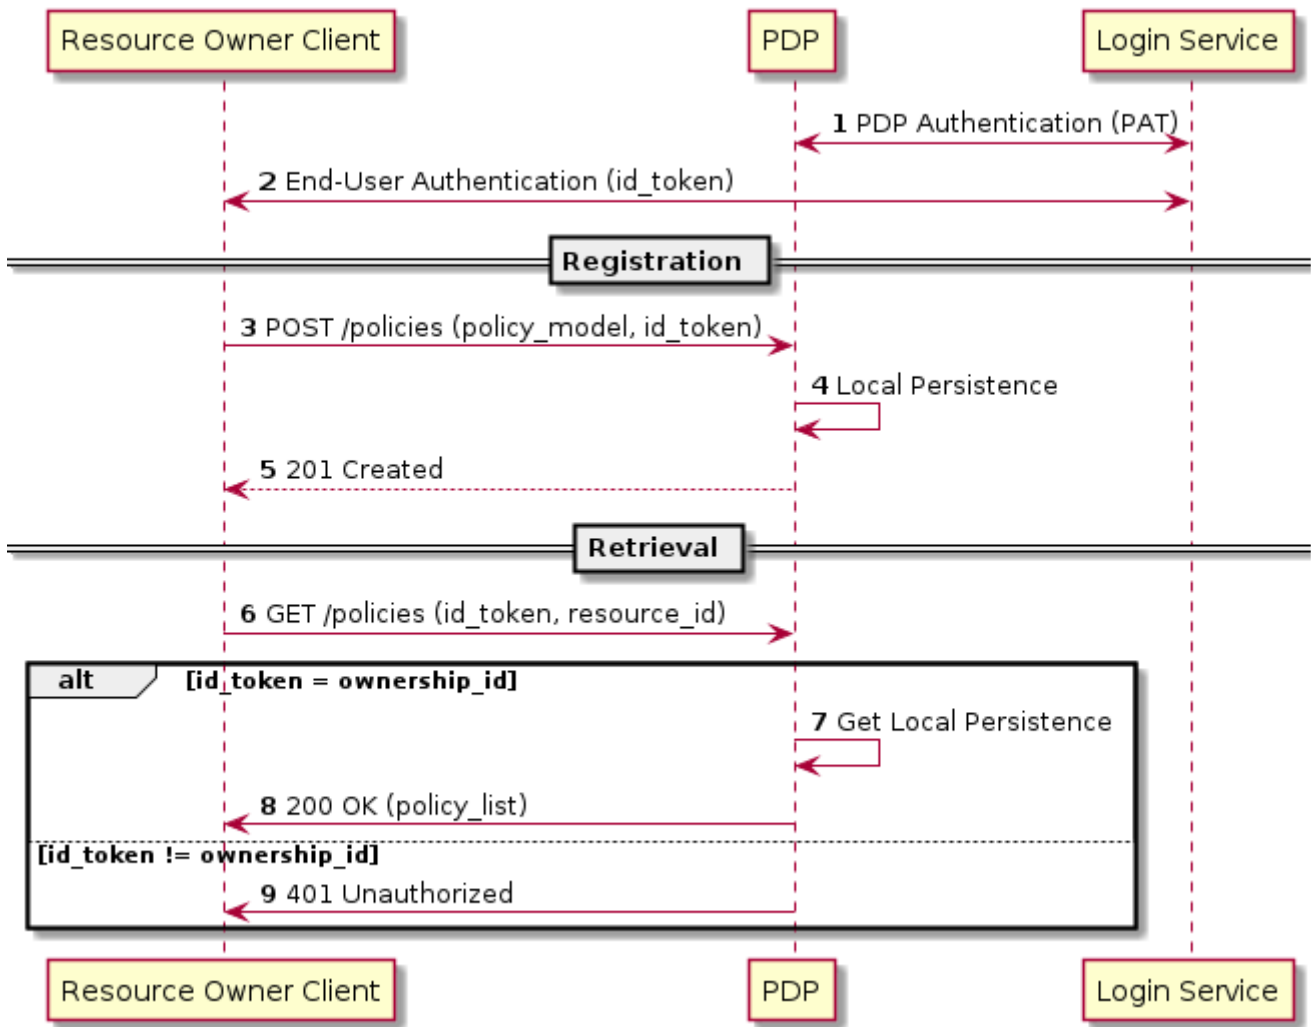 Resource Owner Client
PDP
Login Service
1 PDP Authentication (PAT)
2 End-User Authentication (id_token)
Registration
3 POST /policies (policy_model, id_token)
4 Local Persistence
5 201 Created
Retrieval
6 GET /policies (id_token, resource_id)
alt
[id_token = ownership_id]
7 Get Local Persistence
8 200 OK (policy_list)
[id_token != ownership_id]
9 401 Unauthorized
Resource Owner Client
PDP
Login Service